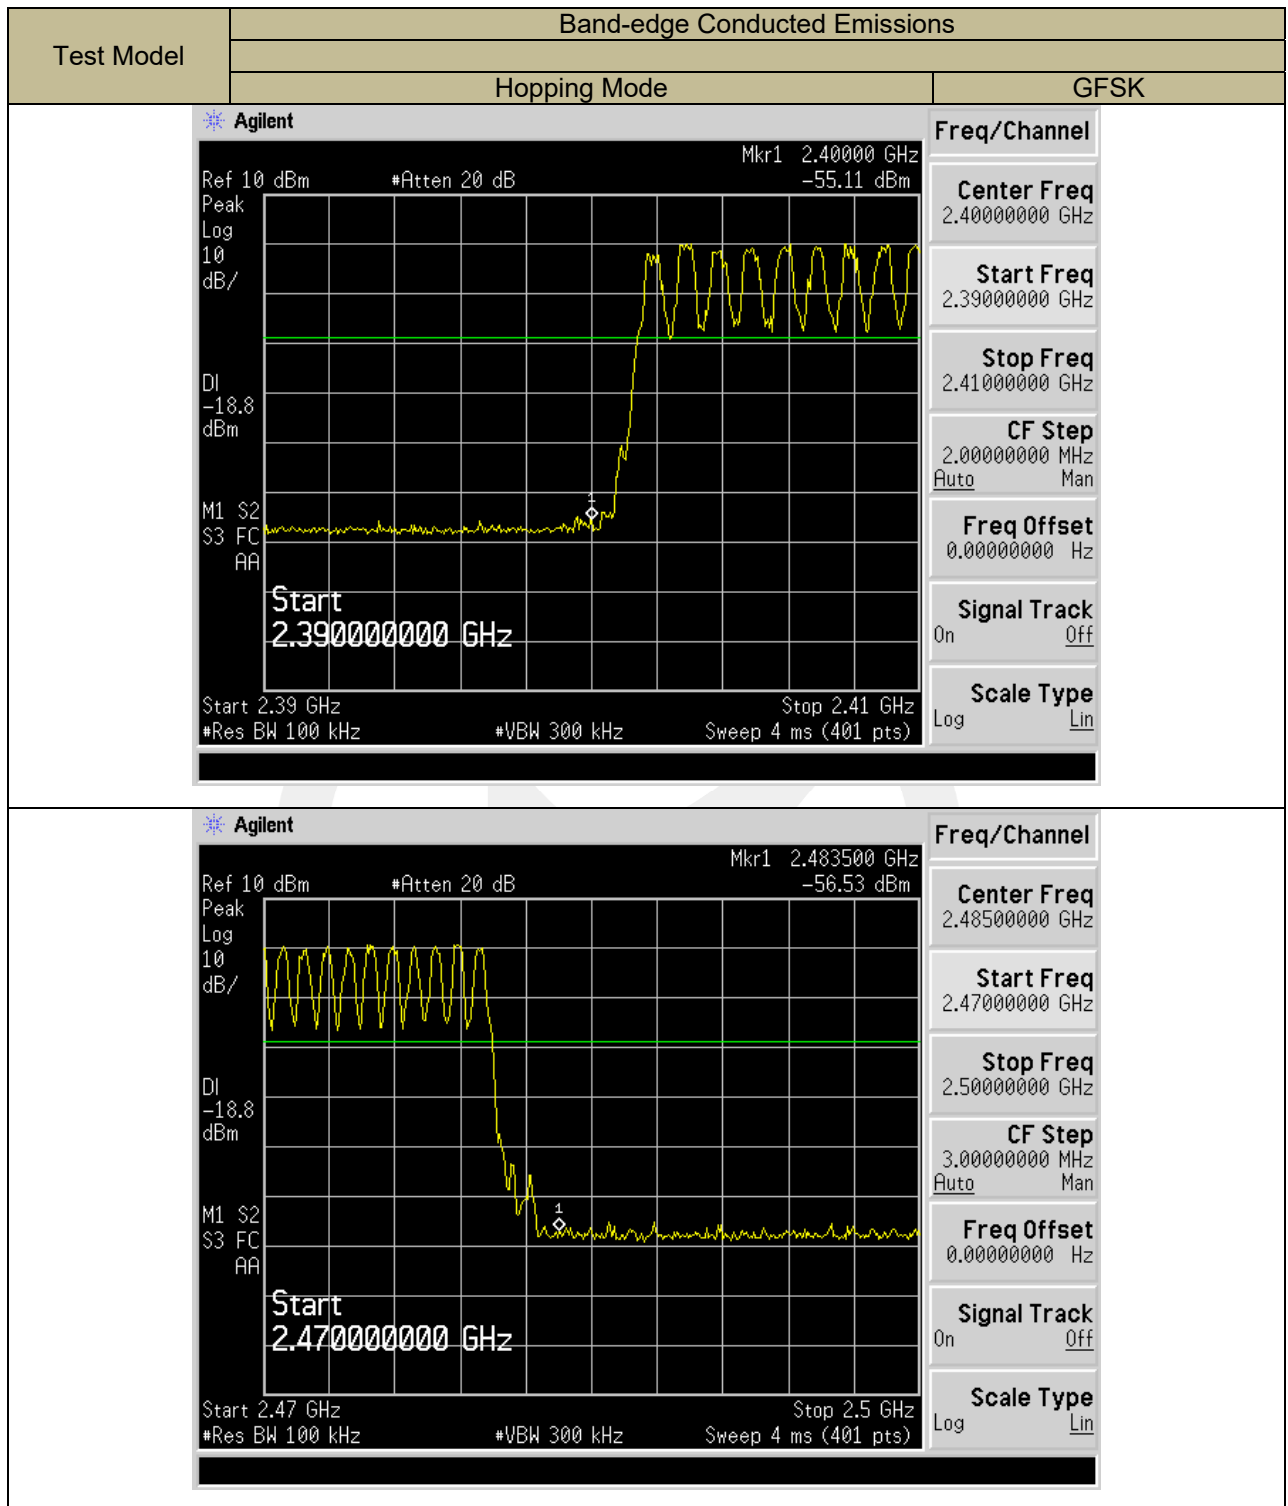 Test Model
Band-edge Conducted Emissions
Hopping Mode
GFSK
Agilent
Mkr1 2.40000 GHz
Ref 10 dBm #Atten 20 dB -55.11 dBm
Peak
Log
10
dB/
DI
-18.8
dBm
M1 S2
S3 FC
AA
1
Start
2.390000000 GHz
Start 2.39 GHz Stop 2.41 GHz
#Res BW 100 kHz #VBW 300 kHz Sweep 4 ms (401 pts)
Freq/Channel
Center Freq
2.40000000 GHz
Start Freq
2.39000000 GHz
Stop Freq
2.41000000 GHz
CF Step
2.00000000 MHz
Auto Man
Freq Offset
0.00000000 Hz
Signal Track
On Off
Scale Type
Log Lin
Agilent
Mkr1 2.483500 GHz
Ref 10 dBm #Atten 20 dB -56.53 dBm
Peak
Log
10
dB/
DI
-18.8
dBm
M1 S2
S3 FC
AA
1
Start
2.470000000 GHz
Start 2.47 GHz Stop 2.5 GHz
#Res BW 100 kHz #VBW 300 kHz Sweep 4 ms (401 pts)
Freq/Channel
Center Freq
2.48500000 GHz
Start Freq
2.47000000 GHz
Stop Freq
2.50000000 GHz
CF Step
3.00000000 MHz
Auto Man
Freq Offset
0.00000000 Hz
Signal Track
On Off
Scale Type
Log Lin